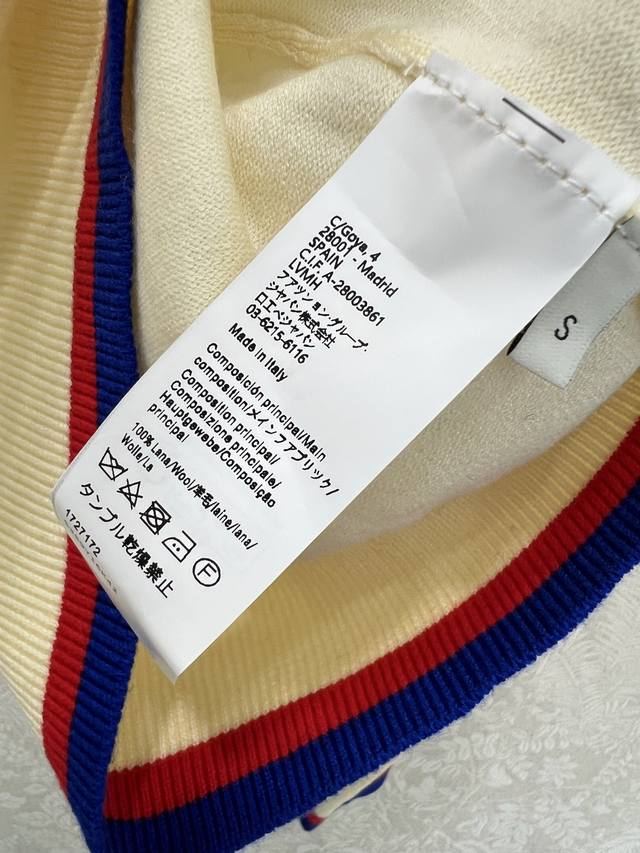 C/Goya, 4
28001 - Madrid
SPAIN
C.I.F. A-28003861
LVMH
ファッショングループ.
ジャパン株式会社
ロエベジャパン
03-6215-6116
Made in Italy
Composición principal/Main
composition/メインファブリック/
Composition principal/
Hauptgewebe/Composição
principal
100% Lana/Wool/羊毛/laine/lana/
Wolle/Lã
F
タンブル乾燥禁止
1727172
S